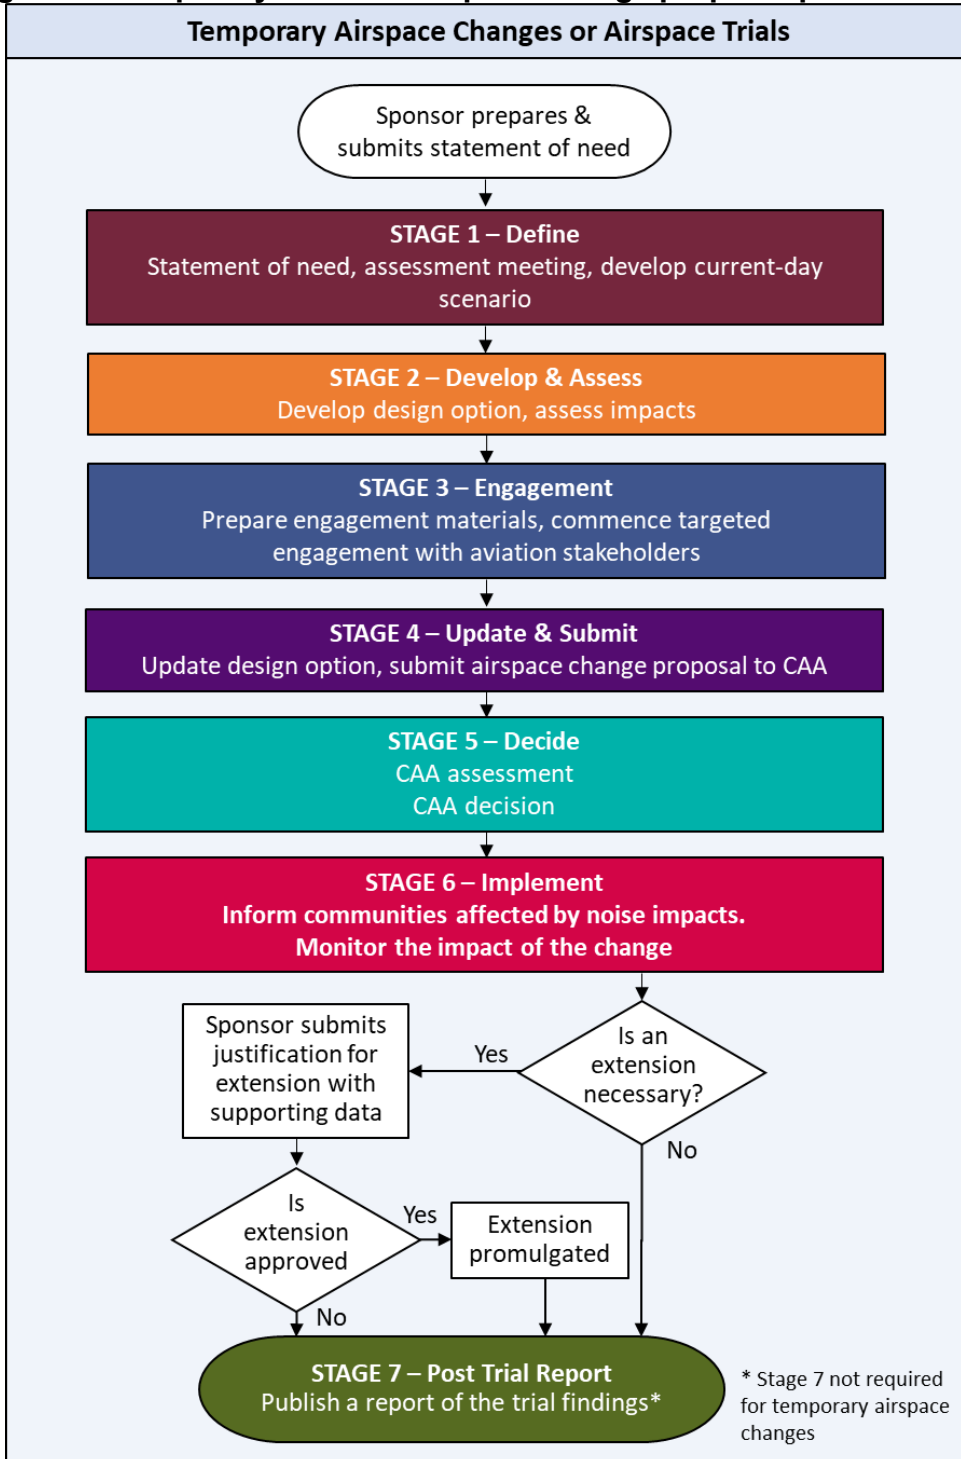 Temporary Airspace Changes or Airspace Trials
Sponsor prepares &
submits statement of need
STAGE 1 – Define
Statement of need, assessment meeting, develop current-day
scenario
STAGE 2 – Develop & Assess
Develop design option, assess impacts
STAGE 3 – Engagement
Prepare engagement materials, commence targeted
engagement with aviation stakeholders
STAGE 4 – Update & Submit
Update design option, submit airspace change proposal to CAA
STAGE 5 – Decide
CAA assessment
CAA decision
STAGE 6 – Implement
Inform communities affected by noise impacts.
Monitor the impact of the change
Is an
extension
necessary?
Yes
No
Sponsor submits
justification for
extension with
supporting data
Is
extension
approved
Yes
No
Extension
promulgated
STAGE 7 – Post Trial Report
Publish a report of the trial findings*
* Stage 7 not required
for temporary airspace
changes